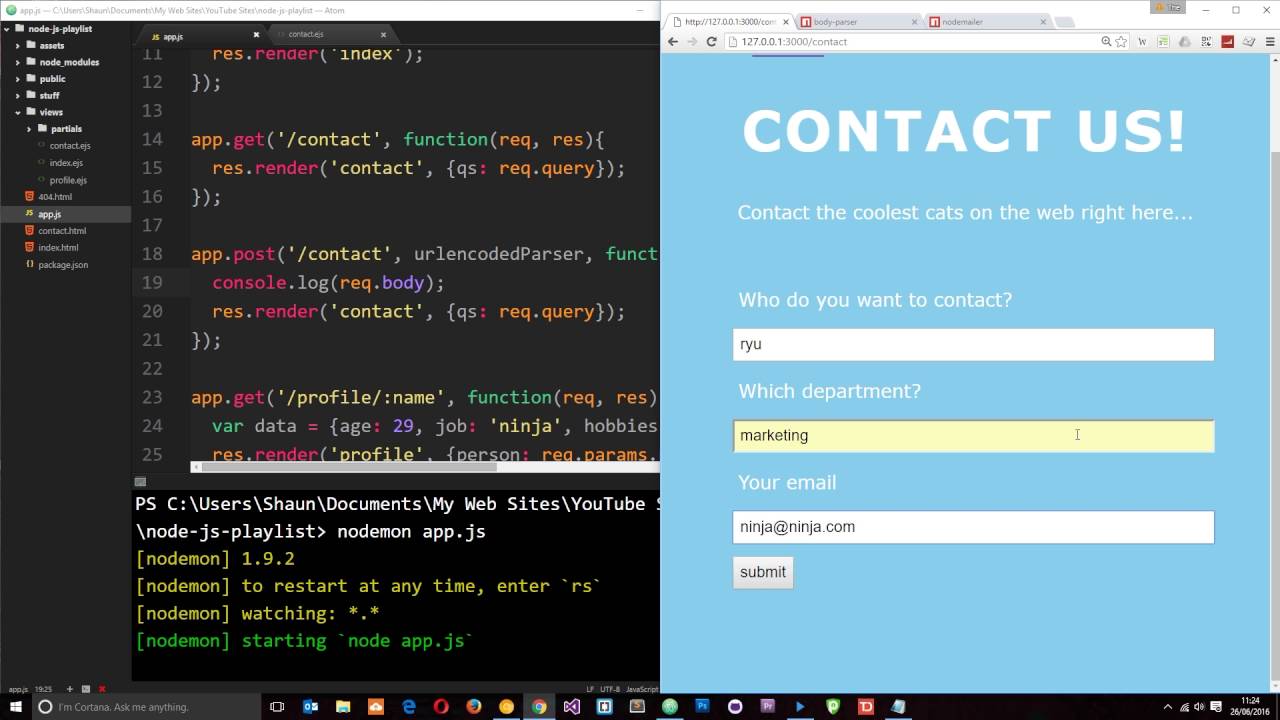 app.js - C:\Users\Shaun\Documents\My Web Sites\YouTube Series\node-js-playlist - Atom
node-js-playlist
assets
node_modules
public
stuff
views
partials
contact.ejs
index.ejs
profile.ejs
404.html
app.js
contact.html
index.html
package.json
app.js
contact.ejs
11 res.render('index');
12 });
13
14 app.get('/contact', function(req, res){
15 res.render('contact', {qs: req.query});
16 });
17
18 app.post('/contact', urlencodedParser, funct
19 console.log(req.body);
20 res.render('contact', {qs: req.query});
21 });
22
23 app.get('/profile/:name', function(req, res)
24 var data = {age: 29, job: 'ninja', hobbies
25 res.render('profile', {person: req.params.
PS C:\Users\Shaun\Documents\My Web Sites\YouTube S
\node-js-playlist> nodemon app.js
[nodemon] 1.9.2
[nodemon] to restart at any time, enter `rs`
[nodemon] watching: *.*
[nodemon] starting `node app.js`
app.js 19:25
LF UTF-8 JavaScript
http://127.0.0.1:3000/con
body-parser
nodemailer
127.0.0.1:3000/contact
CONTACT US!
Contact the coolest cats on the web right here...
Who do you want to contact?
ryu
Which department?
marketing
Your email
ninja@ninja.com
submit
I'm Cortana. Ask me anything.
11:24
26/06/2016